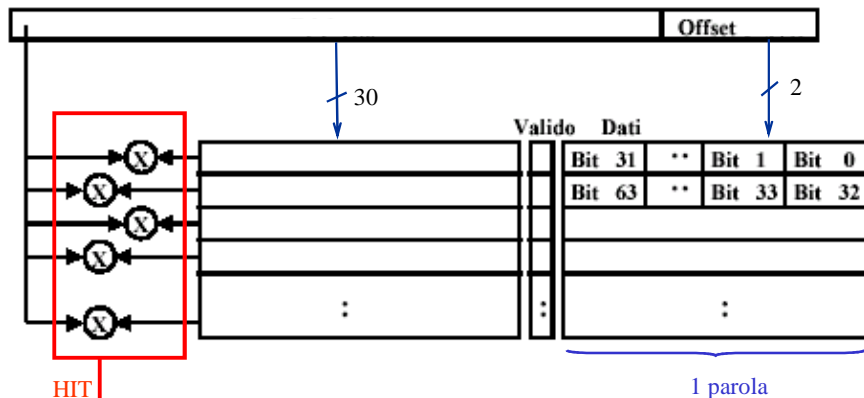 Offset
30
2
Valido Dati
Bit 31 ·· Bit 1 Bit 0
Bit 63 ·· Bit 33 Bit 32
X
X
X
X
X
: : :
HIT
1 parola